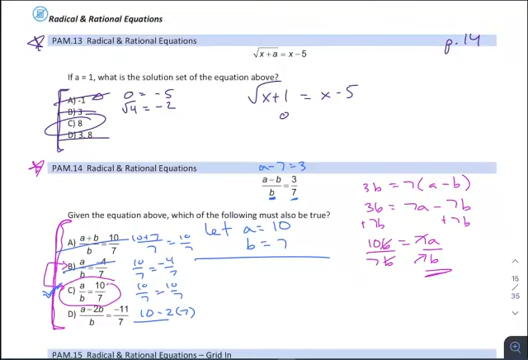 Radical & Rational Equations
PAM.13 Radical & Rational Equations
p.14
√x + a = x − 5
If a = 1, what is the solution set of the equation above?
A) -1
B) 3
C) 8
D) 3, 8
0 = -5
√4 = -2
√x+1 = x-5
PAM.14 Radical & Rational Equations
a-7=3
a − b / b = 3 / 7
Given the equation above, which of the following must also be true?
A) a + b / b = 10 / 7
B) a / b = −4 / 7
C) a / b = 10 / 7
D) a − 2b / b = −11 / 7
10+7 / 7 = 10 / 7
10 / 7 = -4 / 7
10 / 7 = 10 / 7
10-2(7)
let a = 10
b = 7
3b = 7(a-b)
3b = 7a - 7b
+7b +7b
10b = 7a
7b 7b
PAM.15 Radical & Rational Equations – Grid In
15
/
35